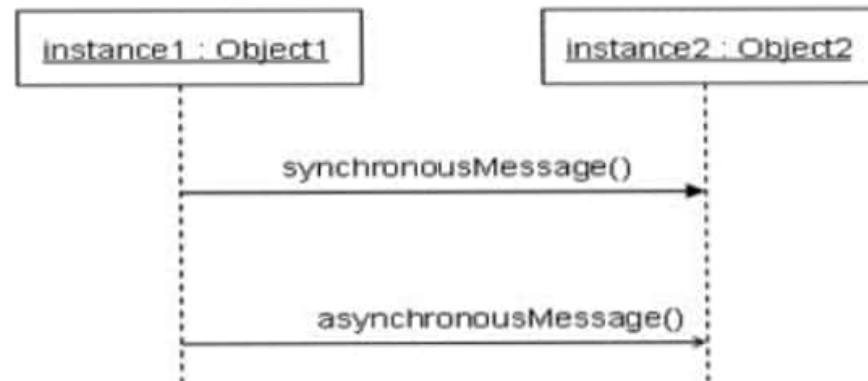 instance1 : Object1
instance2 : Object2
synchronousMessage()
asynchronousMessage()